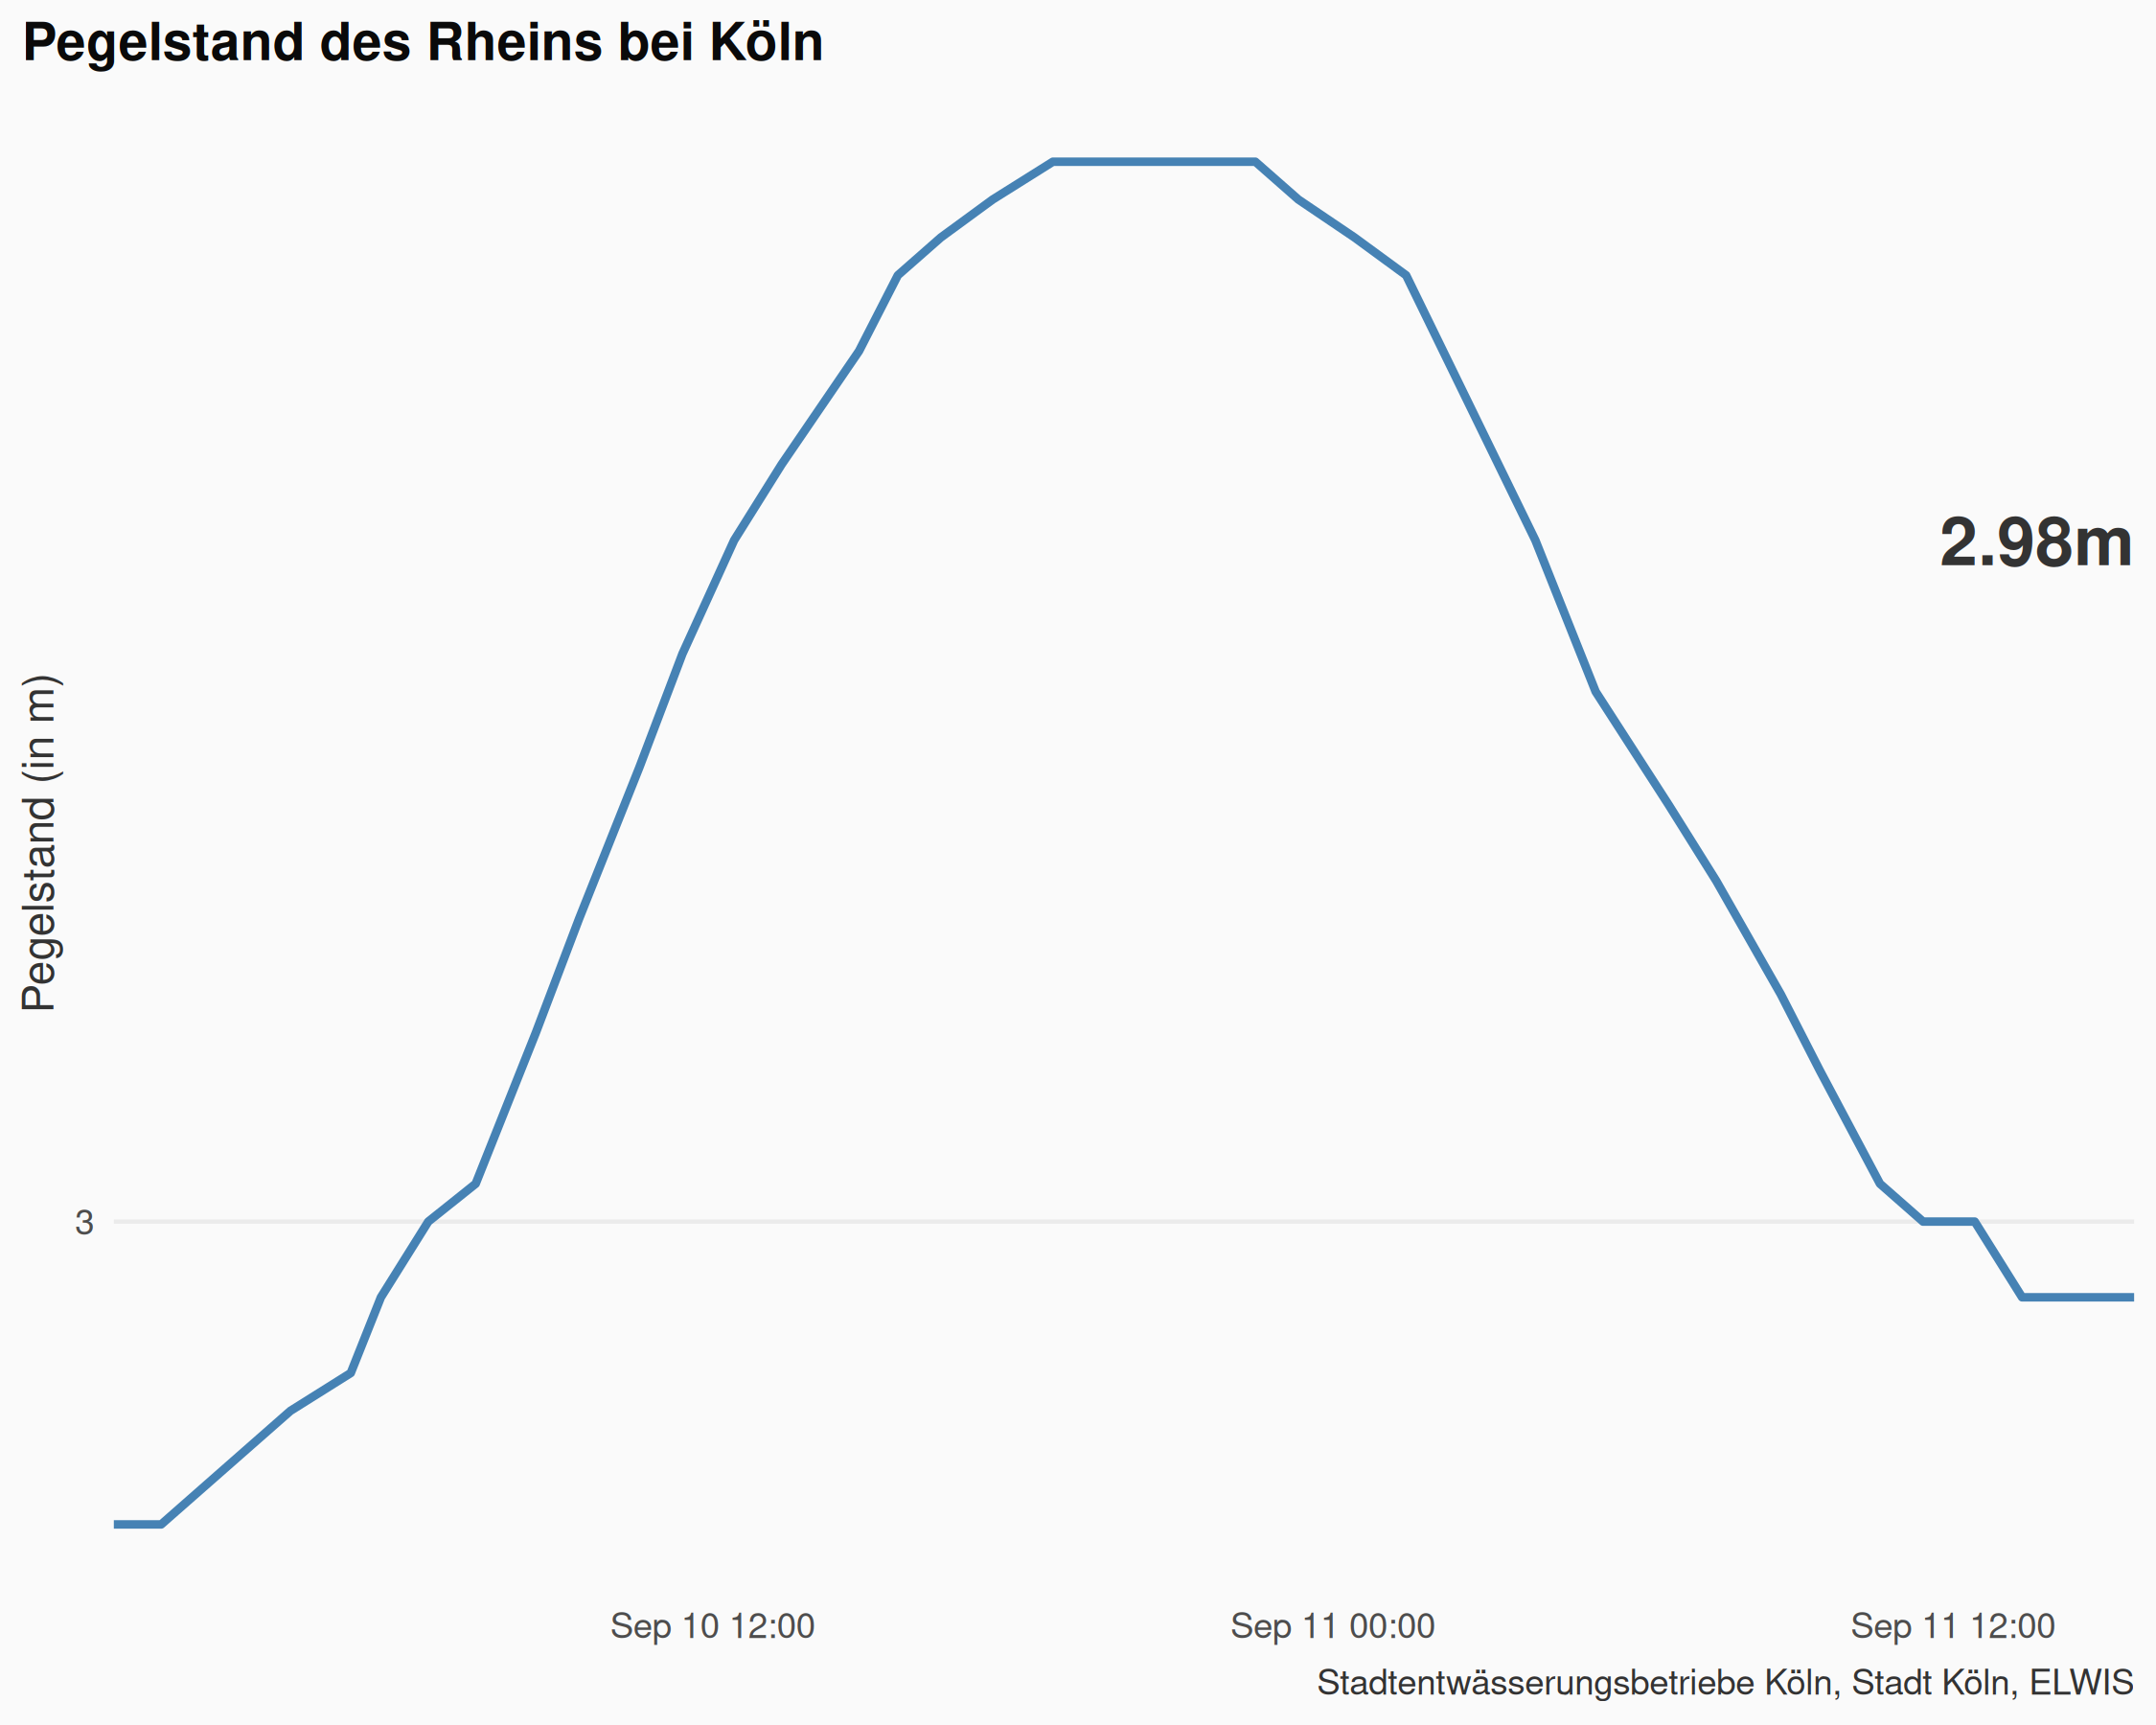 Pegelstand des Rheins bei Köln
2.98m
Pegelstand (in m)
3
Sep 10 12:00
Sep 11 00:00
Sep 11 12:00
Stadtentwässerungsbetriebe Köln, Stadt Köln, ELWIS